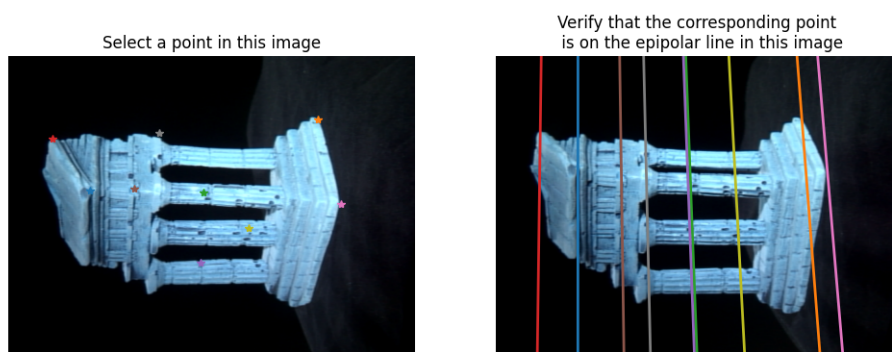 Select a point in this image
Verify that the corresponding point
is on the epipolar line in this image